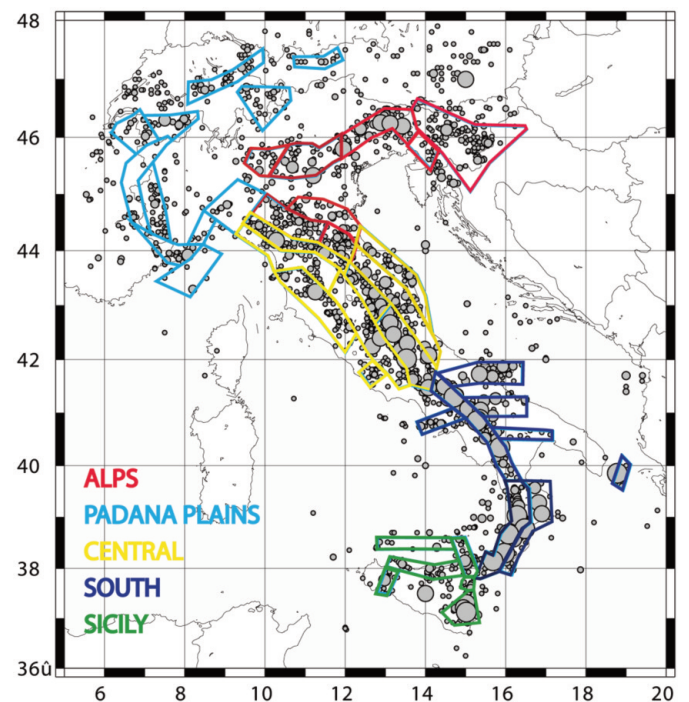 48
46
44
42
40
38
36û
ALPS
PADANA PLAINS
CENTRAL
SOUTH
SICILY
6 8 10 12 14 16 18 20